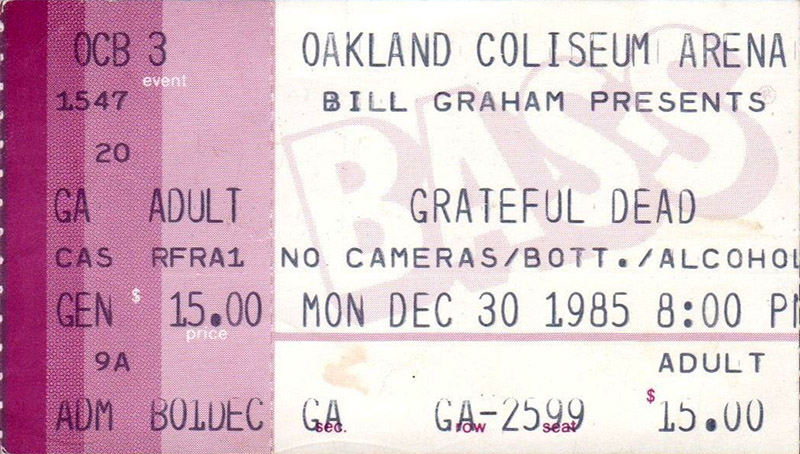 OCB 3
event
1547
20
GA ADULT
CAS RFRA1
GEN $ 15.00
price
9A
ADM B01DEC
BASS®
OAKLAND COLISEUM ARENA
BILL GRAHAM PRESENTS
GRATEFUL DEAD
NO CAMERAS/BOTT./ALCOHOL
MON DEC 30 1985 8:00 PM
ADULT
GA GA-2599 $15.00
sec. row seat